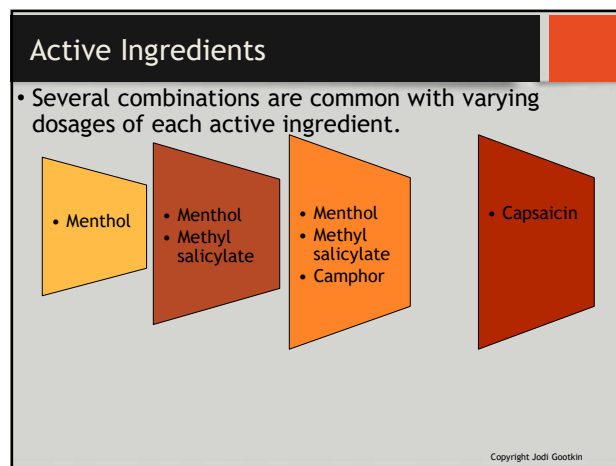 Active Ingredients
• Several combinations are common with varying
dosages of each active ingredient.
• Menthol
• Menthol
• Methyl
salicylate
• Menthol
• Methyl
salicylate
• Camphor
• Capsaicin
Copyright Jodi Gootkin